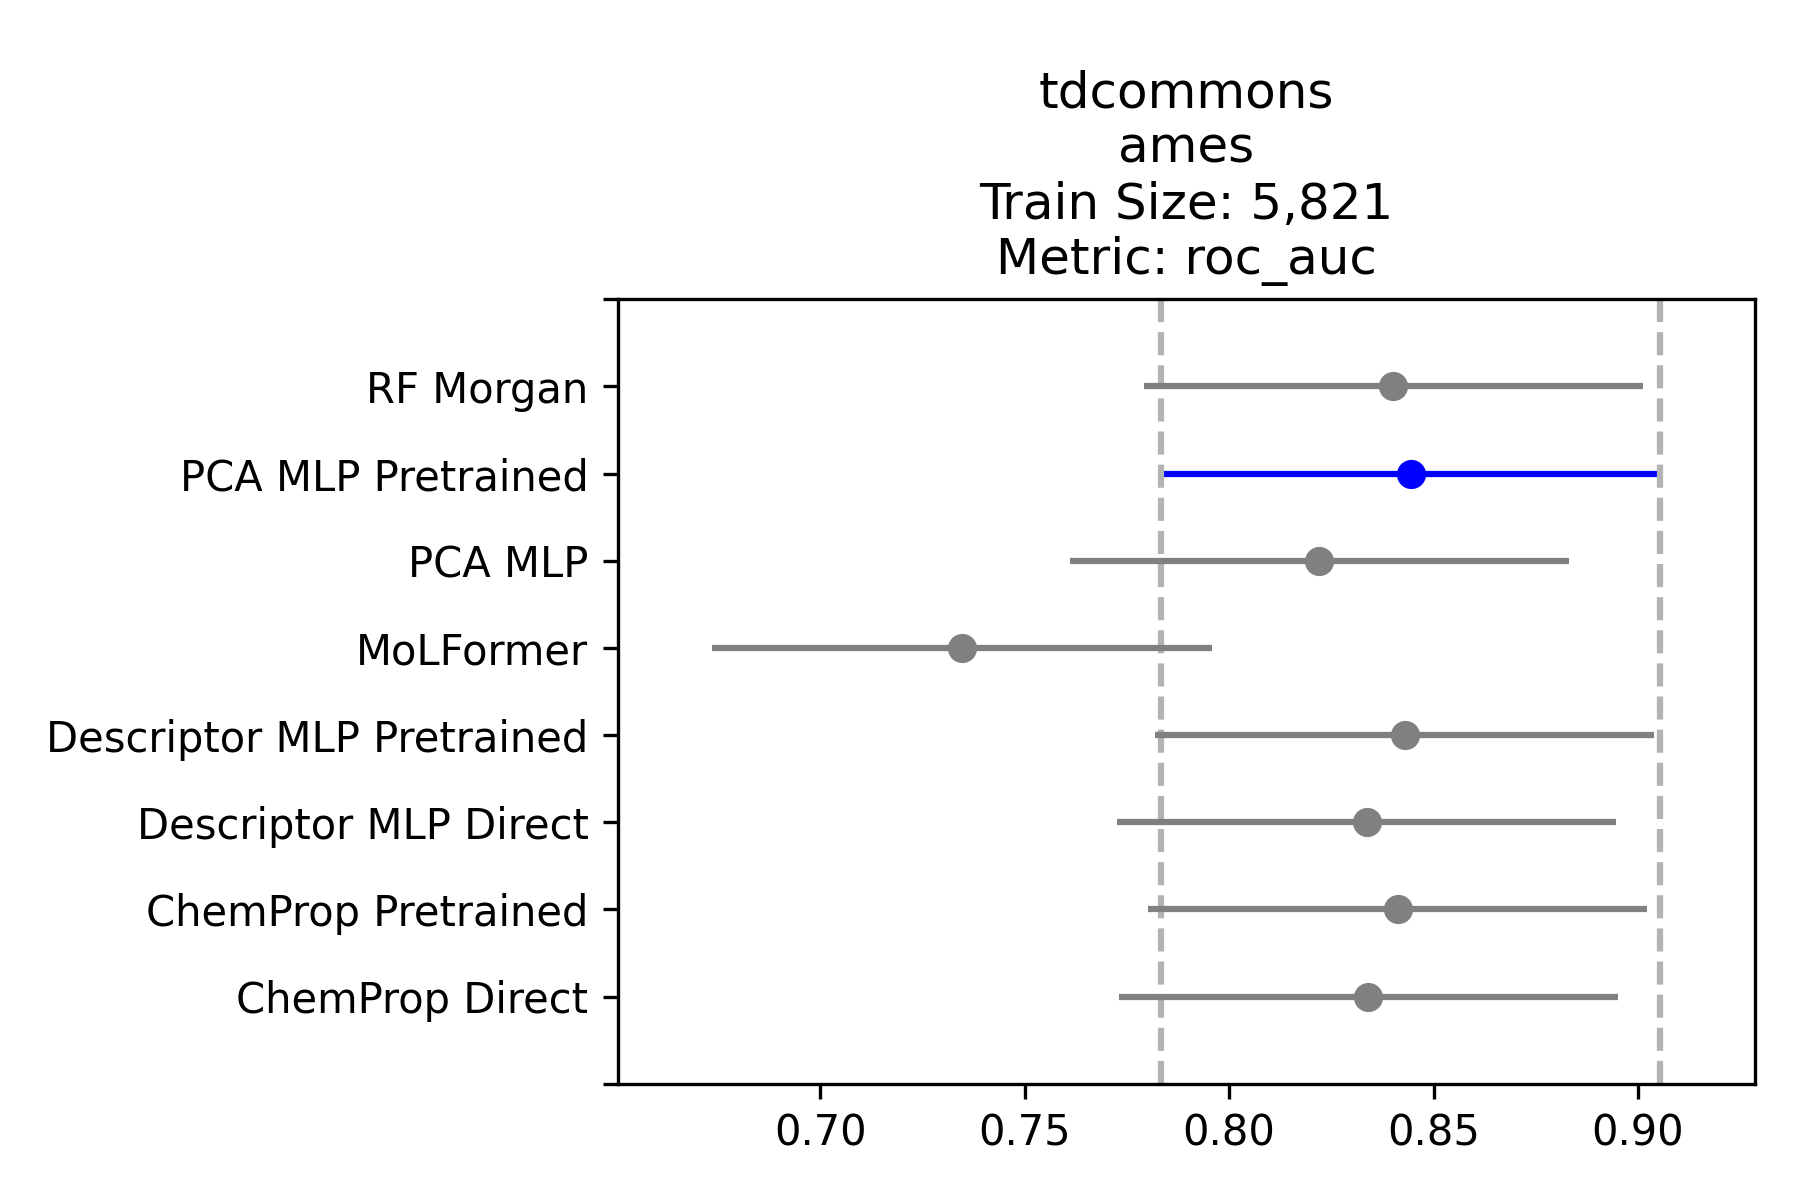 tdcommons
ames
Train Size: 5,821
Metric: roc_auc
RF Morgan
PCA MLP Pretrained
PCA MLP
MoLFormer
Descriptor MLP Pretrained
Descriptor MLP Direct
ChemProp Pretrained
ChemProp Direct
0.70 0.75 0.80 0.85 0.90